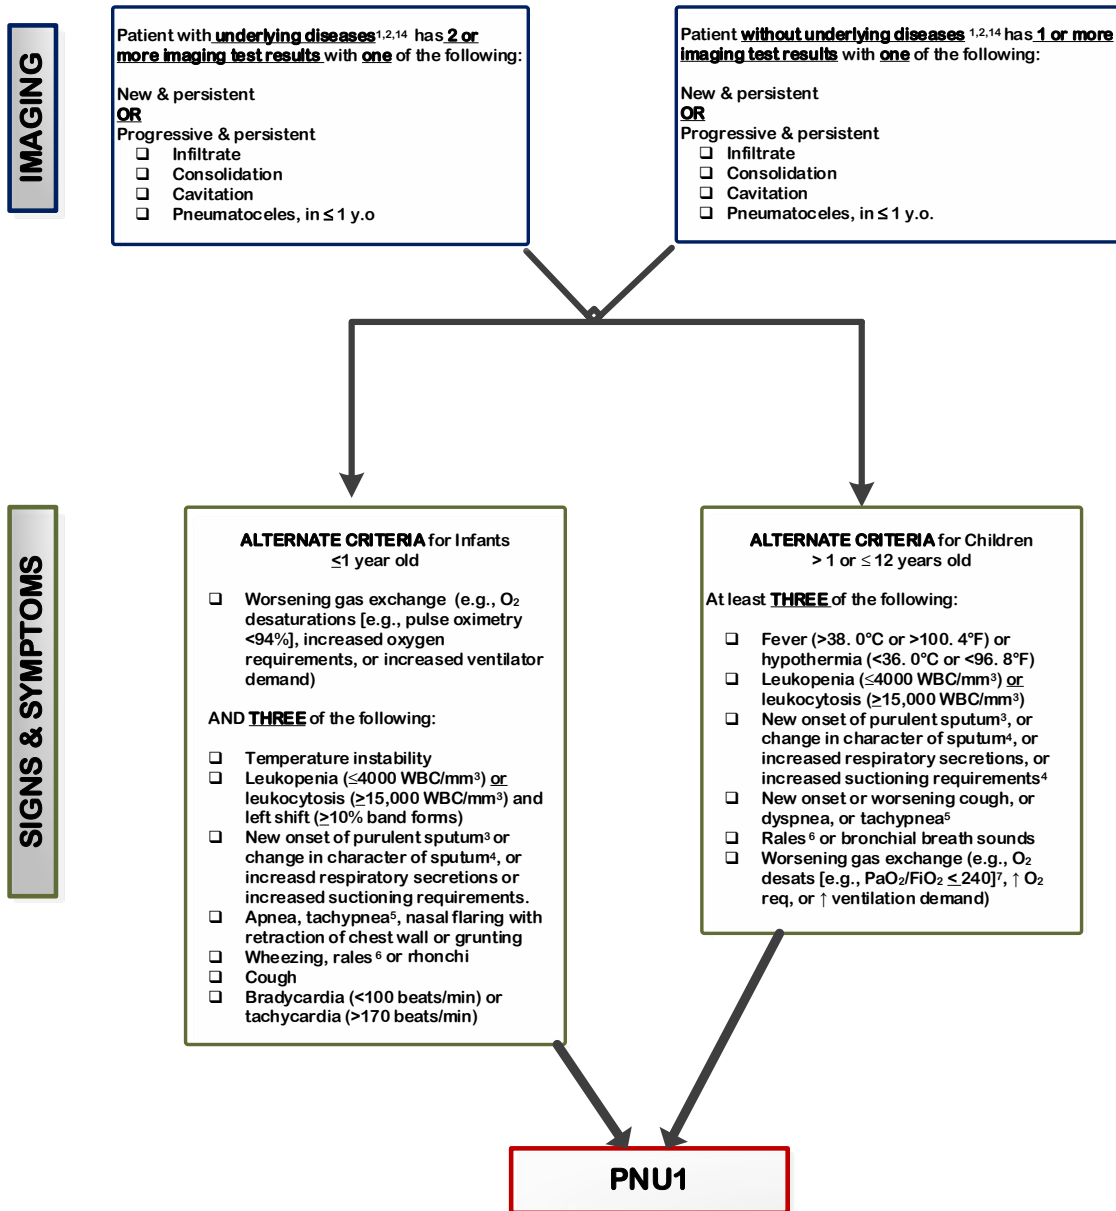 IMAGING
Patient with underlying diseases1,2,14 has 2 or
more imaging test results with one of the following:
New & persistent
OR
Progressive & persistent
❑ Infiltrate
❑ Consolidation
❑ Cavitation
❑ Pneumatoceles, in ≤ 1 y.o
Patient without underlying diseases 1,2,14 has 1 or more
imaging test results with one of the following:
New & persistent
OR
Progressive & persistent
❑ Infiltrate
❑ Consolidation
❑ Cavitation
❑ Pneumatoceles, in ≤ 1 y.o.
SIGNS & SYMPTOMS
ALTERNATE CRITERIA for Infants
≤1 year old
❑ Worsening gas exchange (e.g., O2
desaturations [e.g., pulse oximetry
<94%], increased oxygen
requirements, or increased ventilator
demand)
AND THREE of the following:
❑ Temperature instability
❑ Leukopenia (≤4000 WBC/mm3) or
leukocytosis (≥15,000 WBC/mm3) and
left shift (≥10% band forms)
❑ New onset of purulent sputum3 or
change in character of sputum4, or
increasd respiratory secretions or
increased suctioning requirements.
❑ Apnea, tachypnea5, nasal flaring with
retraction of chest wall or grunting
❑ Wheezing, rales6 or rhonchi
❑ Cough
❑ Bradycardia (<100 beats/min) or
tachycardia (>170 beats/min)
ALTERNATE CRITERIA for Children
> 1 or ≤ 12 years old
At least THREE of the following:
❑ Fever (>38. 0°C or >100. 4°F) or
hypothermia (<36. 0°C or <96. 8°F)
❑ Leukopenia (≤4000 WBC/mm3) or
leukocytosis (≥15,000 WBC/mm3)
❑ New onset of purulent sputum3, or
change in character of sputum4, or
increased respiratory secretions, or
increased suctioning requirements4
❑ New onset or worsening cough, or
dyspnea, or tachypnea5
❑ Rales6 or bronchial breath sounds
❑ Worsening gas exchange (e.g., O2
desats [e.g., PaO2/FiO2 ≤ 240]7, ↑ O2
req, or ↑ ventilation demand)
PNU1